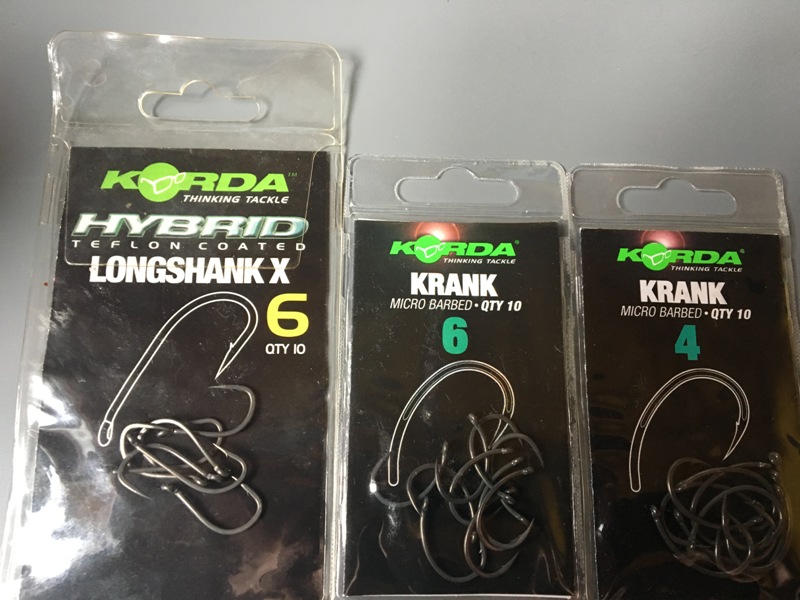 KORDA™
THINKING TACKLE
HYBRID
TEFLON COATED
LONGSHANK X
6
QTY 10
KORDA®
THINKING TACKLE
KRANK
MICRO BARBED • QTY 10
6
KORDA®
THINKING TACKLE
KRANK
MICRO BARBED • QTY 10
4